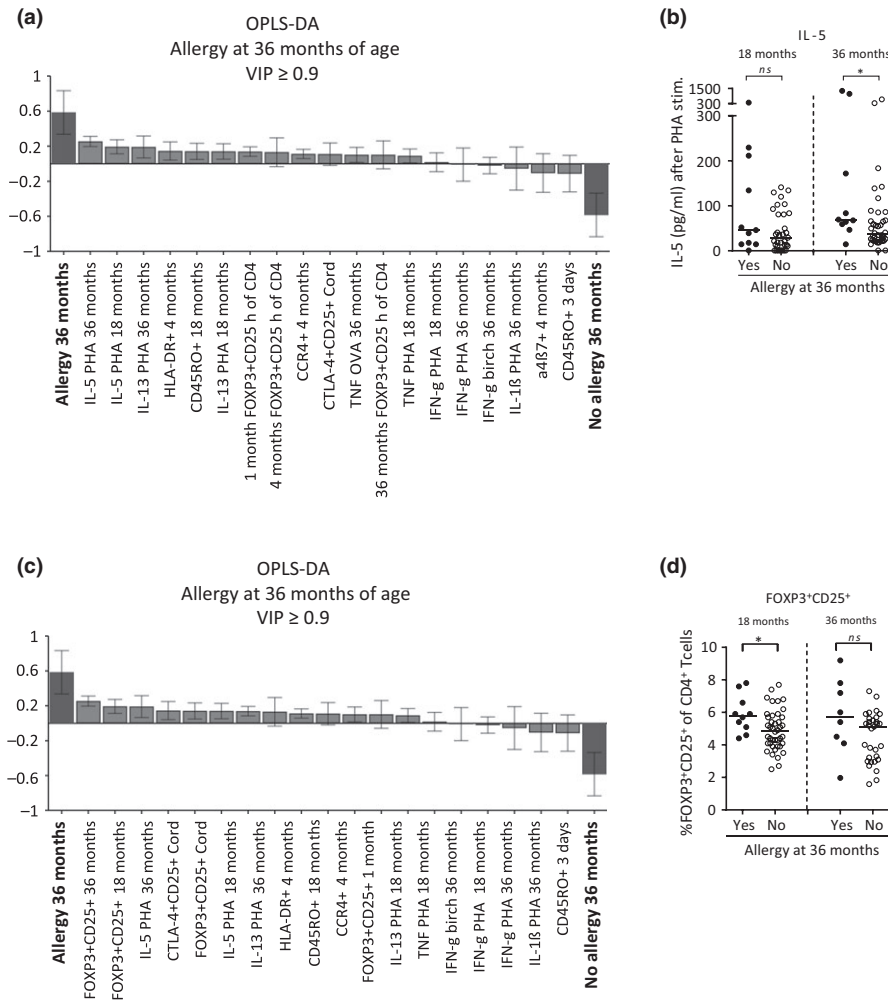 (a)
OPLS-DA
Allergy at 36 months of age
VIP ≥ 0.9
1
0.6
0.2
−0.2
−0.6
−1
Allergy 36 months
IL-5 PHA 36 months
IL-5 PHA 18 months
IL-13 PHA 36 months
HLA-DR+ 4 months
CD45RO+ 18 months
IL-13 PHA 18 months
1 month FOXP3+CD25 h of CD4
4 months FOXP3+CD25 h of CD4
CCR4+ 4 months
CTLA-4+CD25+ Cord
TNF OVA 36 months
36 months FOXP3+CD25 h of CD4
TNF PHA 18 months
IFN-g PHA 18 months
IFN-g PHA 36 months
IFN-g birch 36 months
IL-1ß PHA 36 months
a4ß7+ 4 months
CD45RO+ 3 days
No allergy 36 months
(b)
IL-5
18 months
36 months
ns
*
1500
300
300
200
100
0
IL-5 (pg/ml) after PHA stim.
Yes
No
Yes
No
Allergy at 36 months
(c)
OPLS-DA
Allergy at 36 months of age
VIP ≥ 0.9
1
0.6
0.2
−0.2
−0.6
−1
Allergy 36 months
FOXP3+CD25+ 36 months
FOXP3+CD25+ 18 months
IL-5 PHA 36 months
CTLA-4+CD25+ Cord
FOXP3+CD25+ Cord
IL-5 PHA 18 months
IL-13 PHA 36 months
HLA-DR+ 4 months
CD45RO+ 18 months
CCR4+ 4 months
FOXP3+CD25+ 1 month
IL-13 PHA 18 months
TNF PHA 18 months
IFN-g birch 36 months
IFN-g PHA 18 months
IFN-g PHA 36 months
IL-1ß PHA 36 months
CD45RO+ 3 days
No allergy 36 months
(d)
FOXP3⁺CD25⁺
18 months
36 months
*
ns
10
8
6
4
2
0
%FOXP3⁺CD25⁺ of CD4⁺ Tcells
Yes
No
Yes
No
Allergy at 36 months